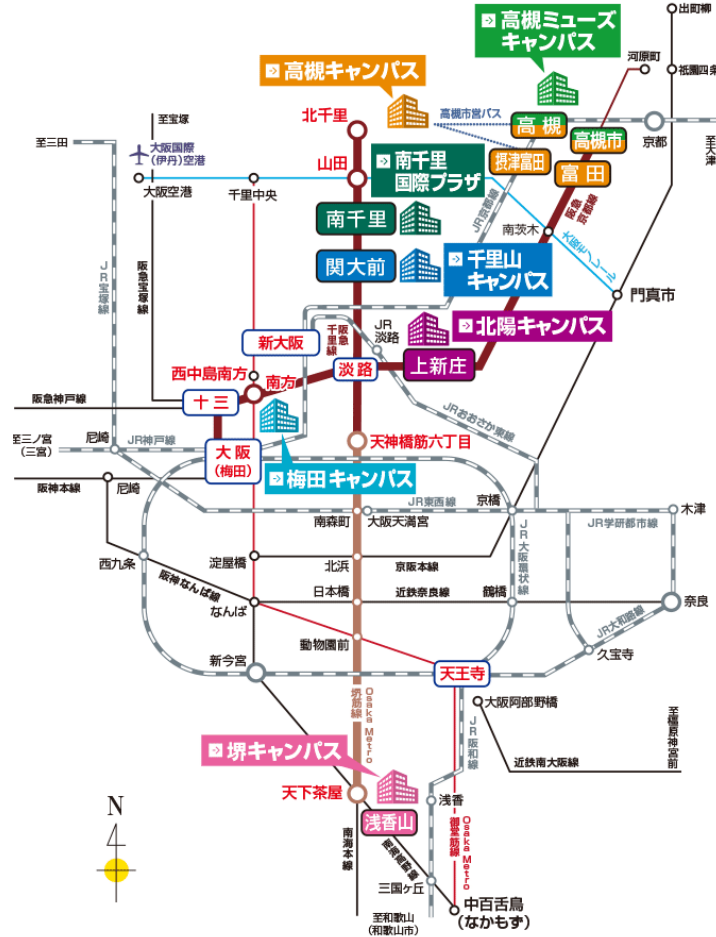 出町柳
高槻ミューズ
キャンパス
河原町
祇園四条
高槻キャンパス
至宝塚
北千里
高槻市営バス
高槻
高槻市
京都
至大津
至三田
大阪国際
(伊丹)空港
山田
南千里
国際プラザ
摂津富田
富田
大阪空港
千里中央
JR京都線
阪急
京都線
南千里
南茨木
大阪モノレール
関大前
千里山
キャンパス
JR宝塚線
阪急宝塚線
門真市
北陽キャンパス
新大阪
阪急
千里線
JR
淡路
西中島南方
南方
淡路
上新庄
阪急神戸線
十三
JRおおさか東線
至三ノ宮
(三宮)
尼崎
JR神戸線
大阪
(梅田)
天神橋筋六丁目
梅田キャンパス
阪神本線
尼崎
JR東西線
京橋
木津
南森町
大阪天満宮
JR学研都市線
JR大阪環状線
西九条
淀屋橋
北浜
京阪本線
阪神なんば線
なんば
日本橋
近鉄奈良線
鶴橋
奈良
JR大和路線
動物園前
久宝寺
新今宮
天王寺
Osaka Metro
堺筋線
大阪阿部野橋
至橿原神宮前
JR阪和線
堺キャンパス
近鉄南大阪線
天下茶屋
浅香
N
浅香山
南海本線
Osaka Metro
御堂筋線
三国ヶ丘
至和歌山
(和歌山市)
中百舌鳥
(なかもず)